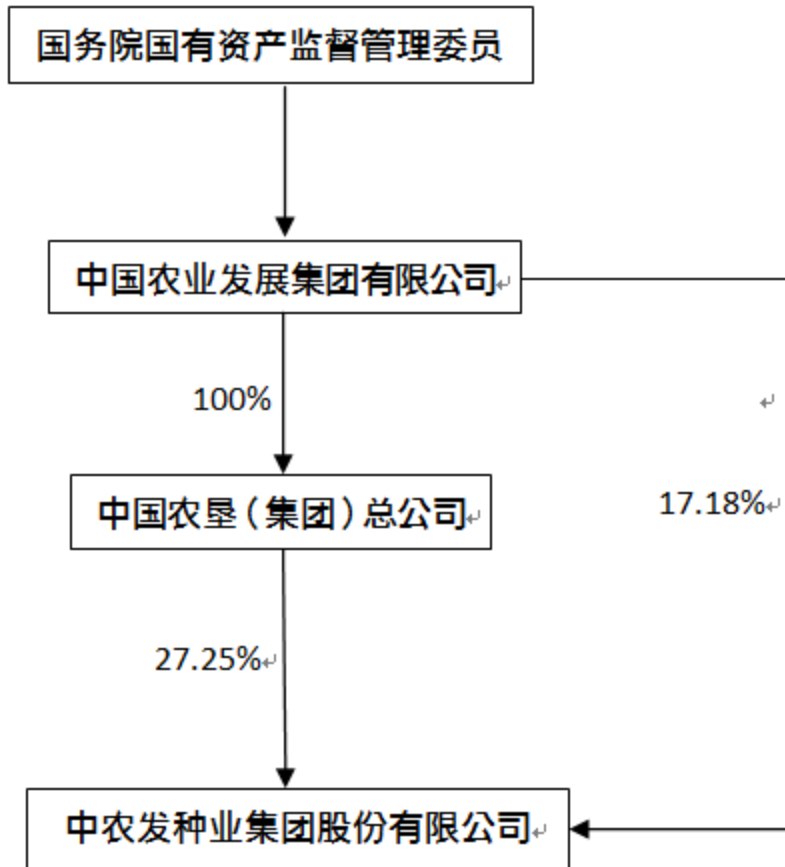 国务院国有资产监督管理委员
中国农业发展集团有限公司
100%
中国农垦（集团）总公司
17.18%
27.25%
中农发种业集团股份有限公司